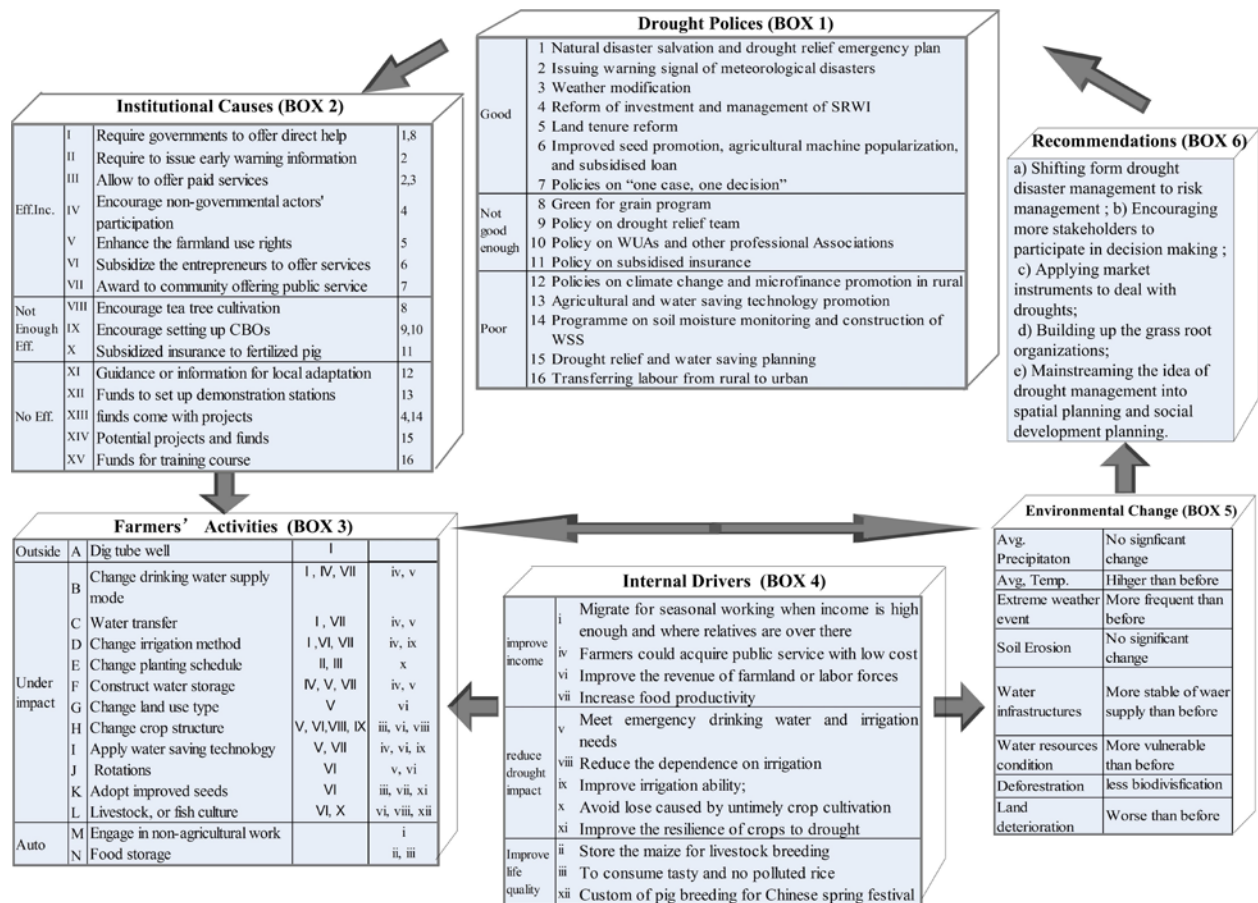 Drought Polices (BOX 1)
Good
1 Natural disaster salvation and drought relief emergency plan
2 Issuing warning signal of meteorological disasters
3 Weather modification
4 Reform of investment and management of SRWI
5 Land tenure reform
6 Improved seed promotion, agricultural machine popularization,
and subsidised loan
7 Policies on “one case, one decision”
Not
good
enough
8 Green for grain program
9 Policy on drought relief team
10 Policy on WUAs and other professional Associations
11 Policy on subsidised insurance
Poor
12 Policies on climate change and microfinance promotion in rural
13 Agricultural and water saving technology promotion
14 Programme on soil moisture monitoring and construction of
WSS
15 Drought relief and water saving planning
16 Transferring labour from rural to urban
Institutional Causes (BOX 2)
Eff.Inc.
I Require governments to offer direct help 1,8
II Require to issue early warning information 2
III Allow to offer paid services 2,3
IV Encourage non-governmental actors'
participation 4
V Enhance the farmland use rights 5
VI Subsidize the entrepreneurs to offer services 6
VII Award to community offering public service 7
Not
Enough
Eff.
VIII Encourage tea tree cultivation 8
IX Encourage setting up CBOs 9,10
X Subsidized insurance to fertilized pig 11
No Eff.
XI Guidance or information for local adaptation 12
XII Funds to set up demonstration stations 13
XIII funds come with projects 4,14
XIV Potential projects and funds 15
XV Funds for training course 16
Recommendations (BOX 6)
a) Shifting form drought
disaster management to risk
management ; b) Encouraging
more stakeholders to
participate in decision making ;
c) Applying market
instruments to deal with
droughts;
d) Building up the grass root
organizations;
e) Mainstreaming the idea of
drought management into
spatial planning and social
development planning.
Farmers’ Activities (BOX 3)
Outside A Dig tube well I
Under
impact
B Change drinking water supply
mode I , IV, VII iv, v
C Water transfer I , VII iv, v
D Change irrigation method I ,VI, VII iv, ix
E Change planting schedule II, III x
F Construct water storage IV, V, VII iv, v
G Change land use type V vi
H Change crop structure V, VI,VIII, IX iii, vi, viii
I Apply water saving technology V, VII iv, vi, ix
J Rotations VI v, vi
K Adopt improved seeds VI iii, vii, xi
L Livestock, or fish culture VI, X vi, viii, xii
Auto
M Engage in non-agricultural work i
N Food storage ii, iii
Internal Drivers (BOX 4)
improve
income
i Migrate for seasonal working when income is high
enough and where relatives are over there
iv Farmers could acquire public service with low cost
vi Improve the revenue of farmland or labor forces
vii Increase food productivity
reduce
drought
impact
v Meet emergency drinking water and irrigation
needs
viii Reduce the dependence on irrigation
ix Improve irrigation ability;
x Avoid lose caused by untimely crop cultivation
xi Improve the resilience of crops to drought
Improve
life
quality
ii Store the maize for livestock breeding
iii To consume tasty and no polluted rice
xii Custom of pig breeding for Chinese spring festival
Environmental Change (BOX 5)
Avg.
Precipitaton
No signficant
change
Avg, Temp. Hihger than before
Extreme weather
event
More frequent than
before
Soil Erosion
No significant
change
Water
infrastructures
More stable of waer
supply than before
Water resources
condition
More vulnerable
than before
Deforestration less biodivisfication
Land
deterioration
Worse than before